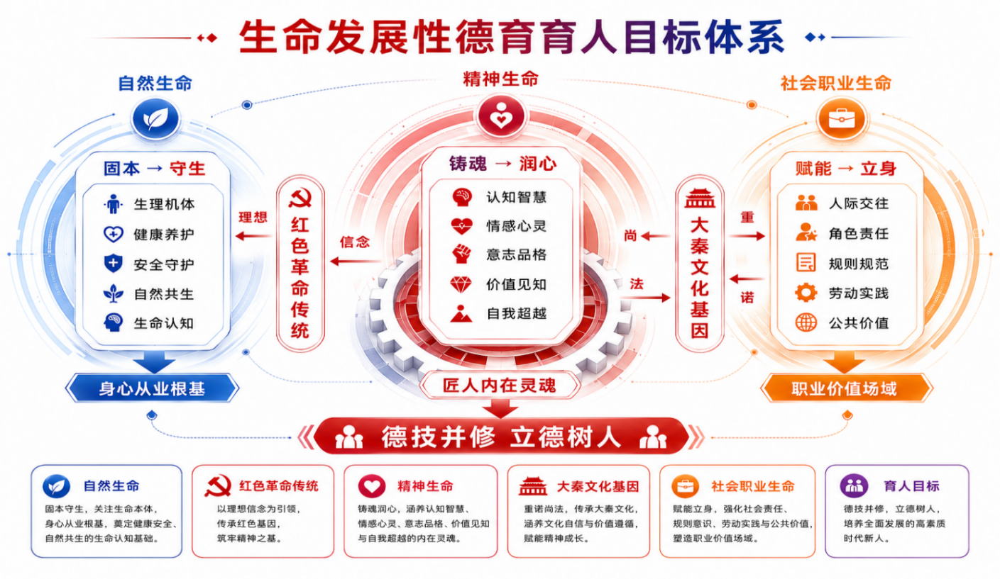 生命发展性德育育人目标体系
自然生命
精神生命
社会职业生命
固本 → 守生
生理机体
健康养护
安全守护
自然共生
生命认知
身心从业根基
理想
红色革命传统
信念
铸魂 → 润心
认知智慧
情感心灵
意志品格
价值见知
自我超越
匠人内在灵魂
尚
法
大秦文化基因
重
诺
赋能 → 立身
人际交往
角色责任
规则规范
劳动实践
公共价值
职业价值场域
德技并修 立德树人
自然生命
固本守生，关注生命本体，
身心从业根基，奠定健康安全、
自然共生的生命认知基础。
红色革命传统
以理想信念为引领，
传承红色基因，
筑牢精神之基。
精神生命
铸魂润心，涵养认知智慧、
情感心灵、意志品格、价值见知
与自我超越的内在灵魂。
大秦文化基因
重诺尚法，传承大秦文化，
涵养文化自信与价值遵循，
赋能精神成长。
社会职业生命
赋能立身，强化社会责任、
规则意识、劳动实践与公共价值，
塑造职业价值场域。
育人目标
德技并修，立德树人，
培养全面发展的高素质
时代新人。